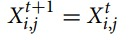 X_{i,j}^{t+1} = X_{i,j}^{t}